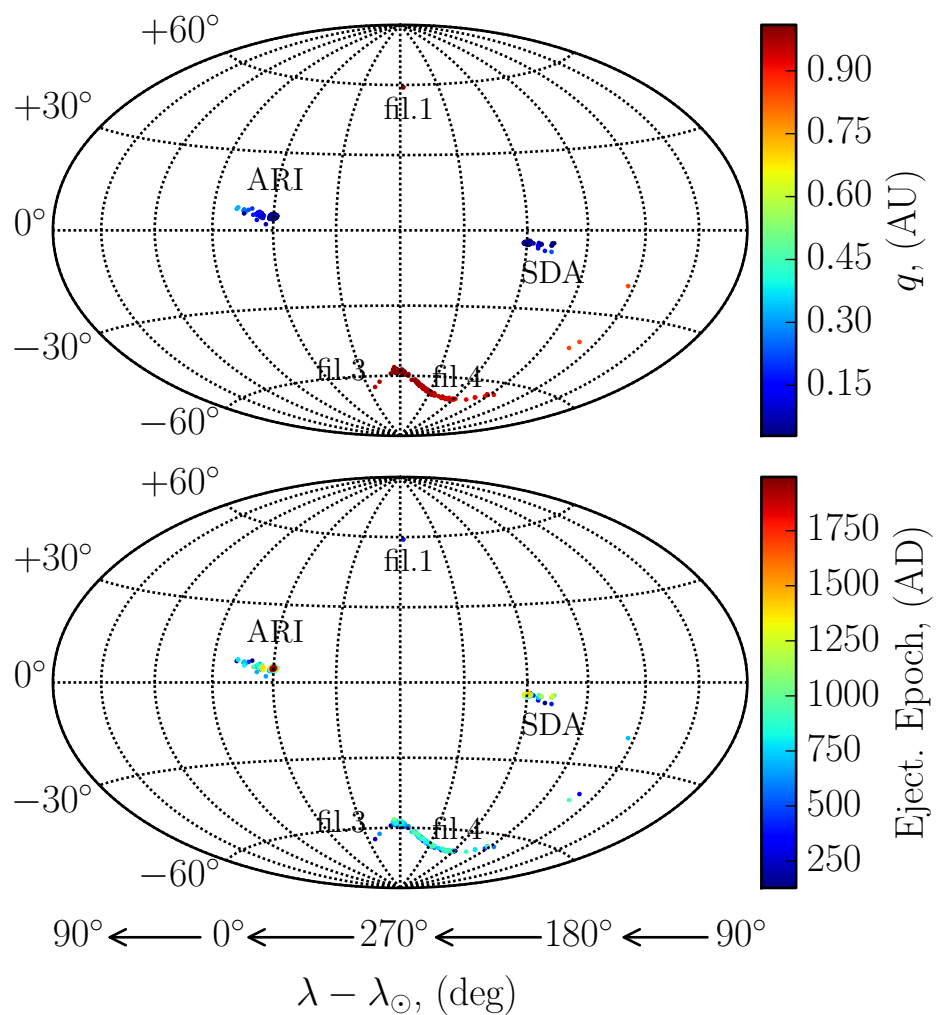 +60°
+30°
0°
−30°
−60°
fil.1
ARI
SDA
fil.3
fil.4
0.90
0.75
0.60
0.45
0.30
0.15
q, (AU)
+60°
+30°
0°
−30°
−60°
fil.1
ARI
SDA
fil.3
fil.4
1750
1500
1250
1000
750
500
250
Eject. Epoch, (AD)
90° ← 0° ← 270° ← 180° ← 90°
λ − λ☉, (deg)